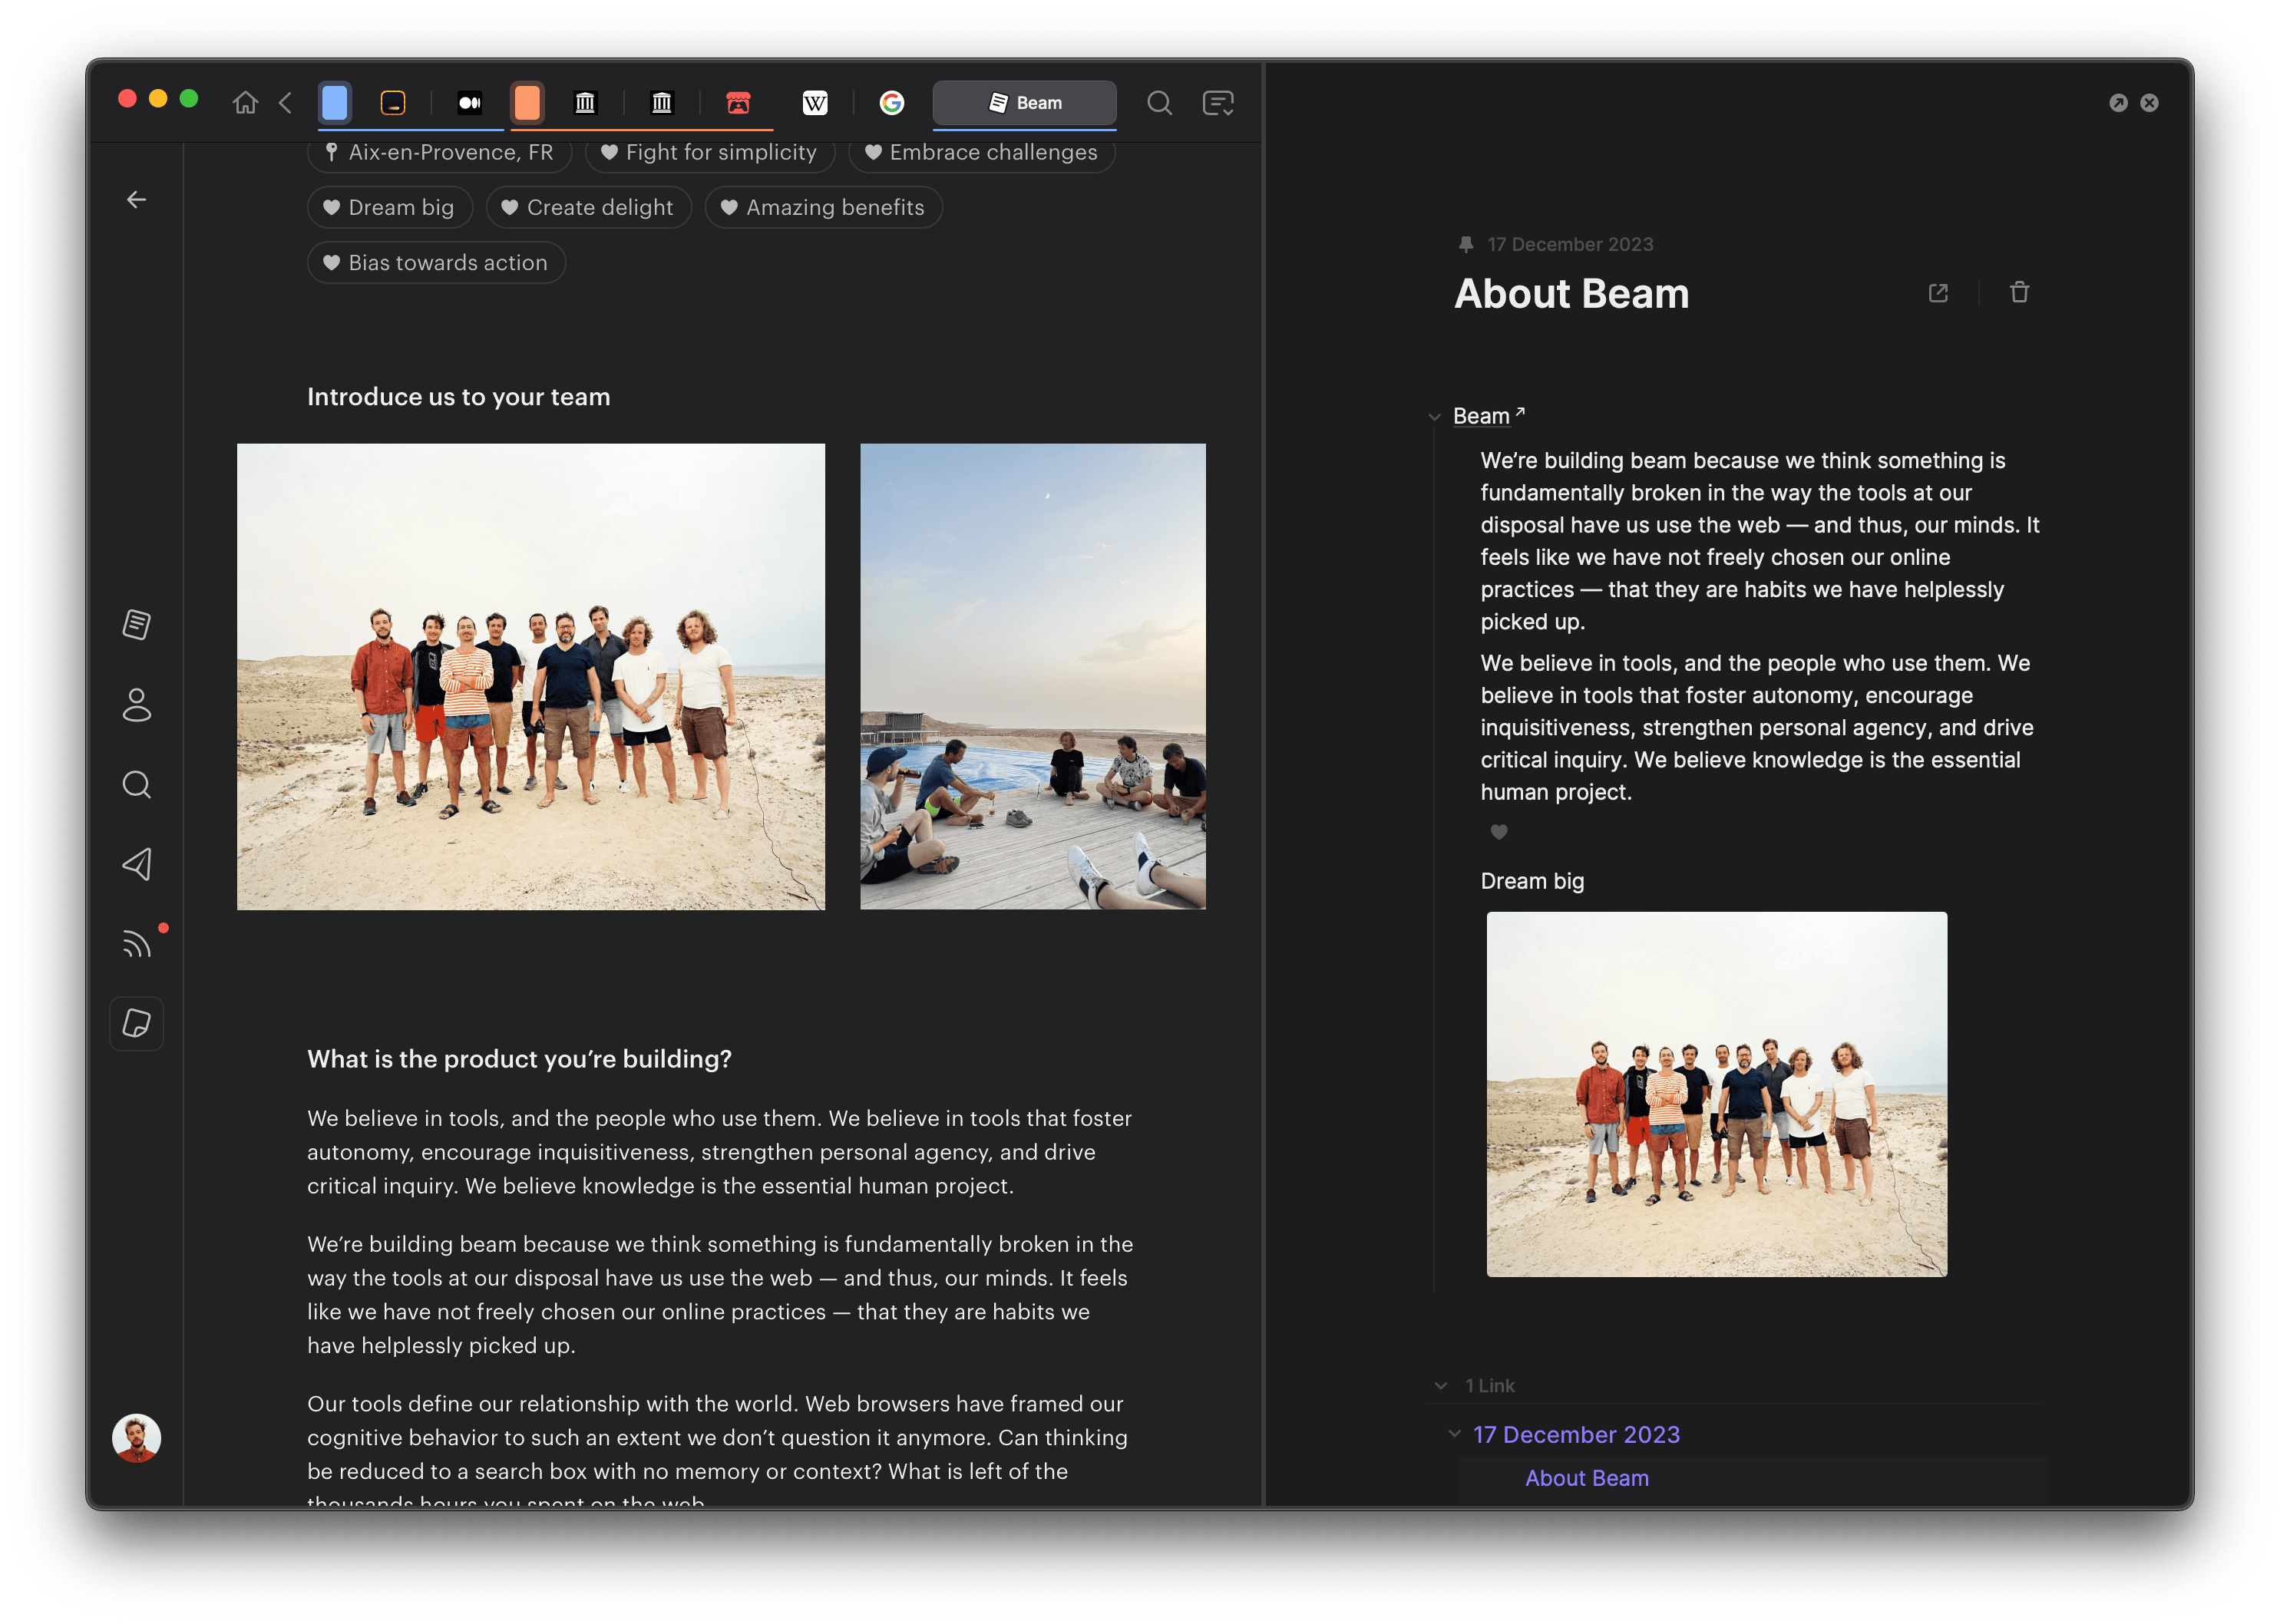 Beam
Aix-en-Provence, FR
Fight for simplicity
Embrace challenges
Dream big
Create delight
Amazing benefits
Bias towards action
Introduce us to your team
What is the product you’re building?
We believe in tools, and the people who use them. We believe in tools that foster
autonomy, encourage inquisitiveness, strengthen personal agency, and drive
critical inquiry. We believe knowledge is the essential human project.
We’re building beam because we think something is fundamentally broken in the
way the tools at our disposal have us use the web — and thus, our minds. It feels
like we have not freely chosen our online practices — that they are habits we
have helplessly picked up.
Our tools define our relationship with the world. Web browsers have framed our
cognitive behavior to such an extent we don’t question it anymore. Can thinking
be reduced to a search box with no memory or context? What is left of the
thousands hours you spent on the web
17 December 2023
About Beam
Beam
We’re building beam because we think something is
fundamentally broken in the way the tools at our
disposal have us use the web — and thus, our minds. It
feels like we have not freely chosen our online
practices — that they are habits we have helplessly
picked up.
We believe in tools, and the people who use them. We
believe in tools that foster autonomy, encourage
inquisitiveness, strengthen personal agency, and drive
critical inquiry. We believe knowledge is the essential
human project.
Dream big
1 Link
17 December 2023
About Beam